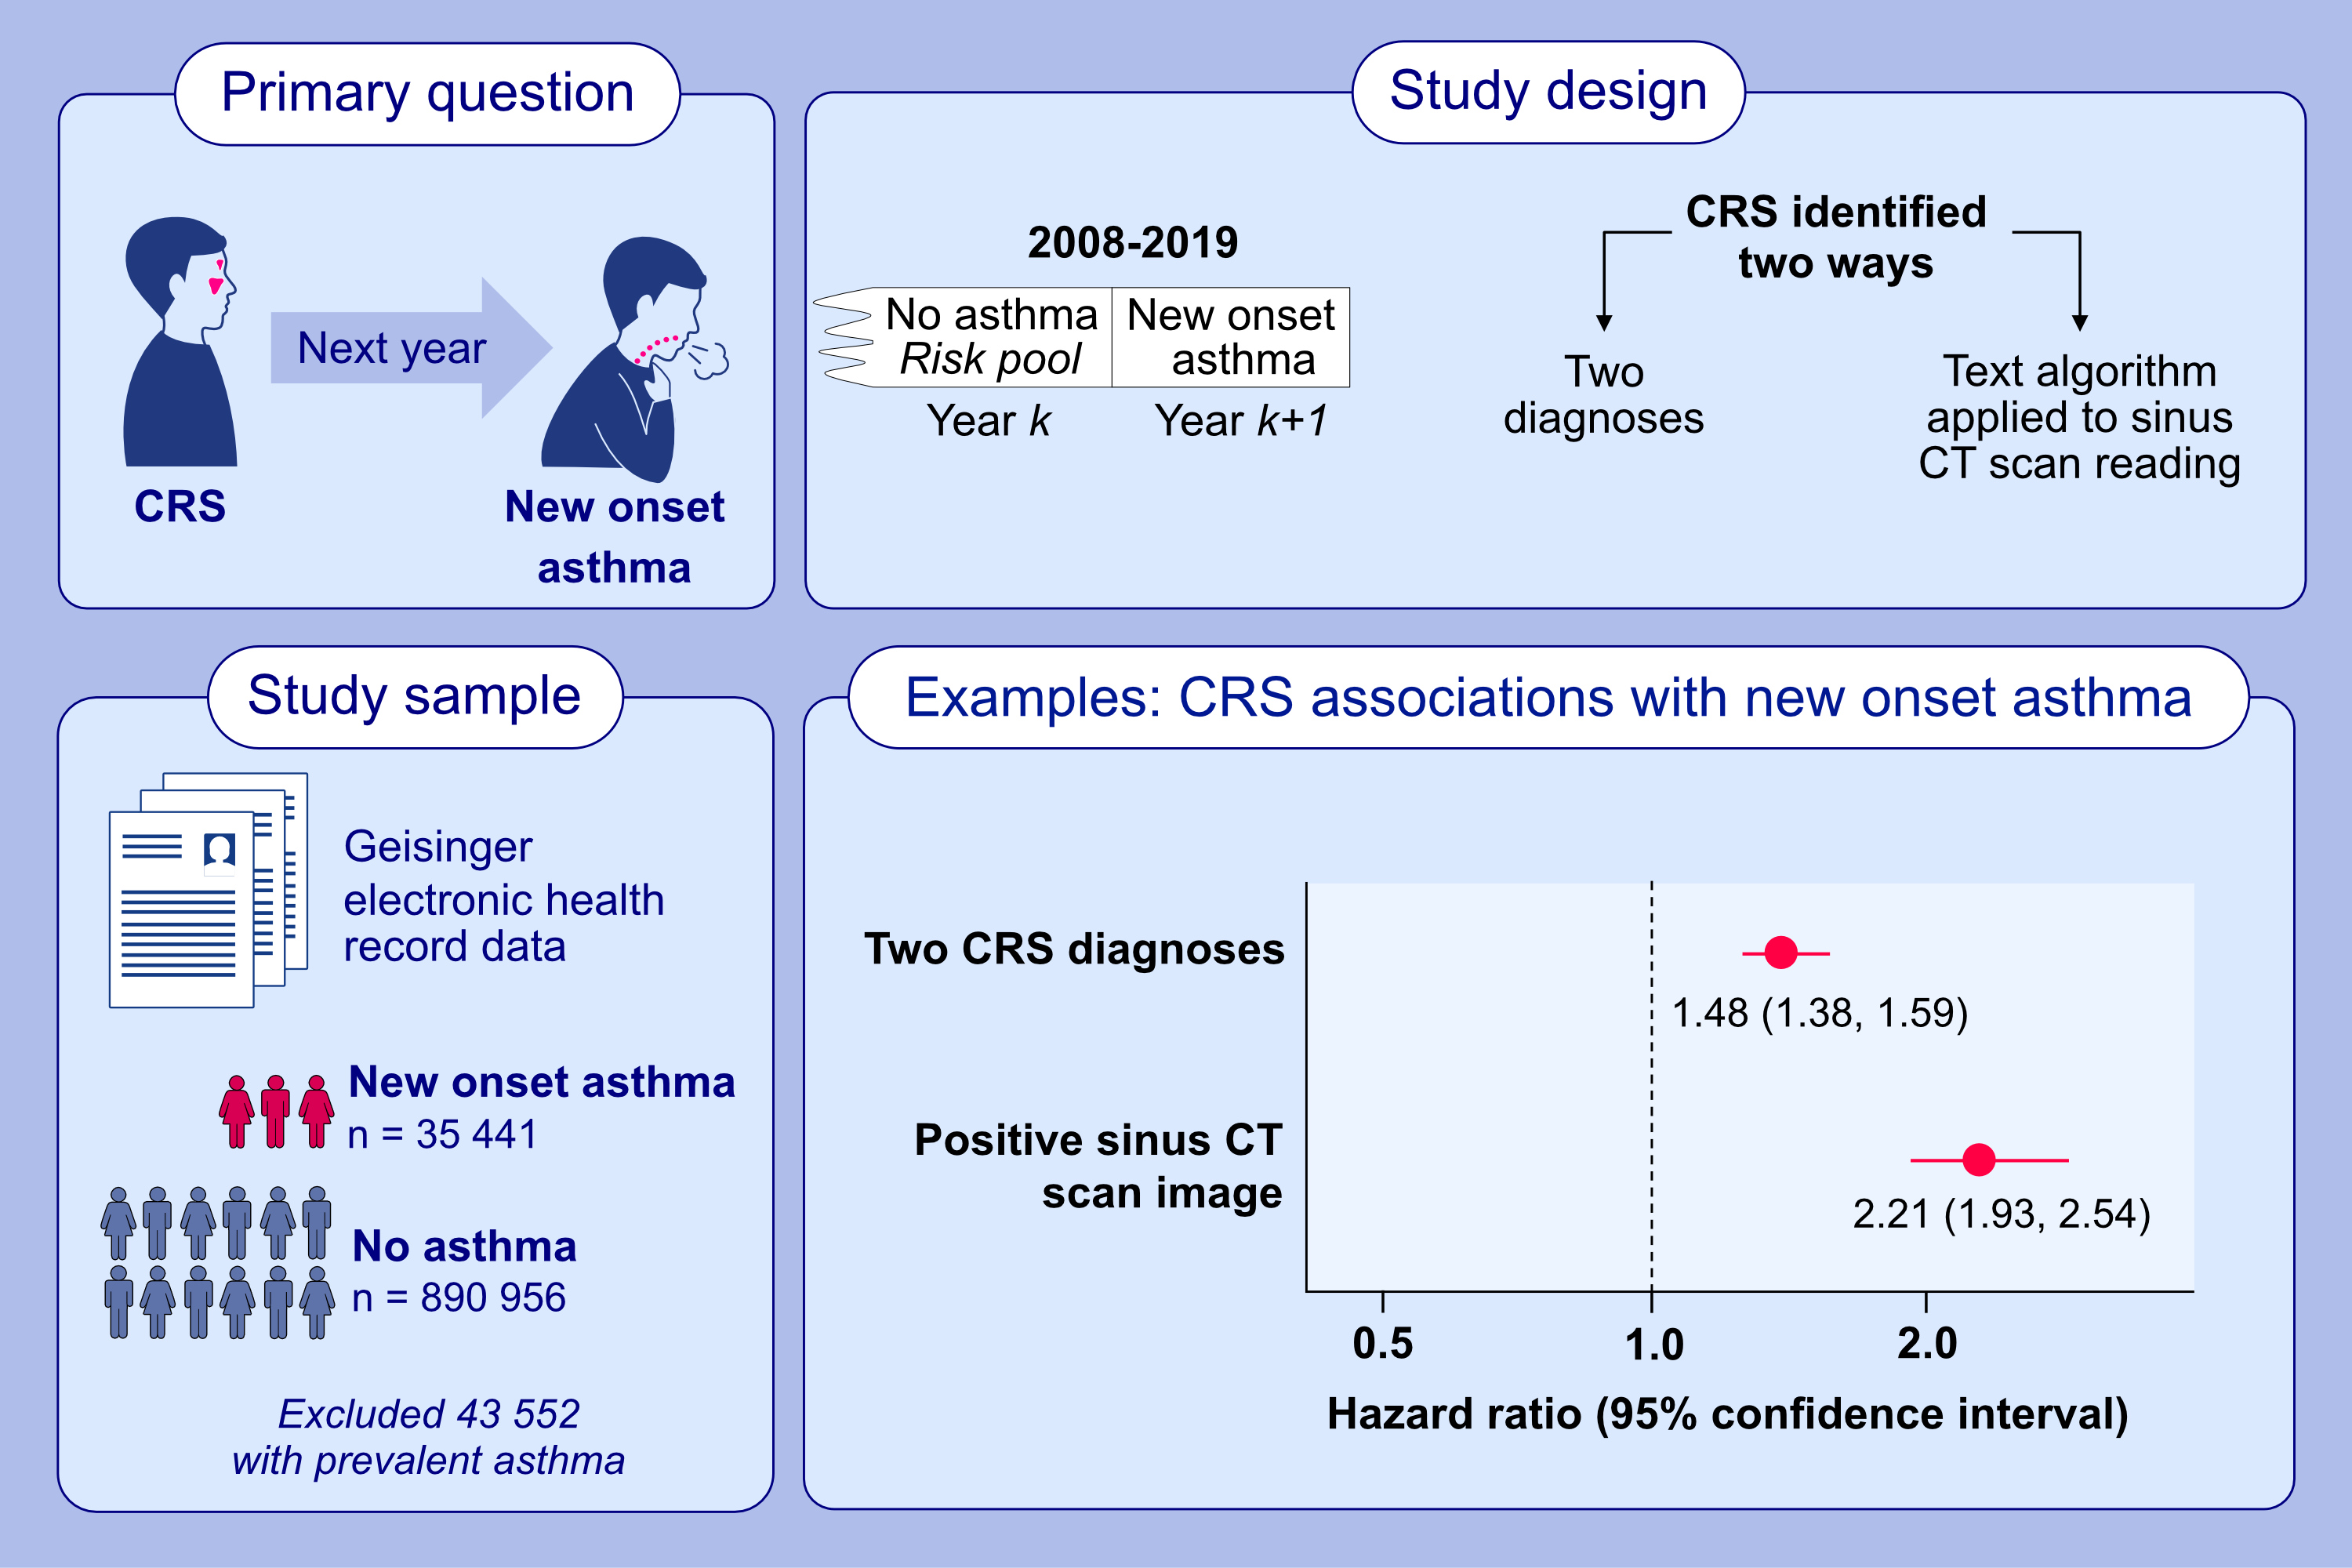 Primary question
CRS
Next year
New onset
asthma
Study design
2008-2019
No asthma
Risk pool
New onset
asthma
Year k
Year k+1
CRS identified
two ways
Two
diagnoses
Text algorithm
applied to sinus
CT scan reading
Study sample
Geisinger
electronic health
record data
New onset asthma
n = 35 441
No asthma
n = 890 956
Excluded 43 552
with prevalent asthma
Examples: CRS associations with new onset asthma
Two CRS diagnoses
1.48 (1.38, 1.59)
Positive sinus CT
scan image
2.21 (1.93, 2.54)
0.5
1.0
2.0
Hazard ratio (95% confidence interval)